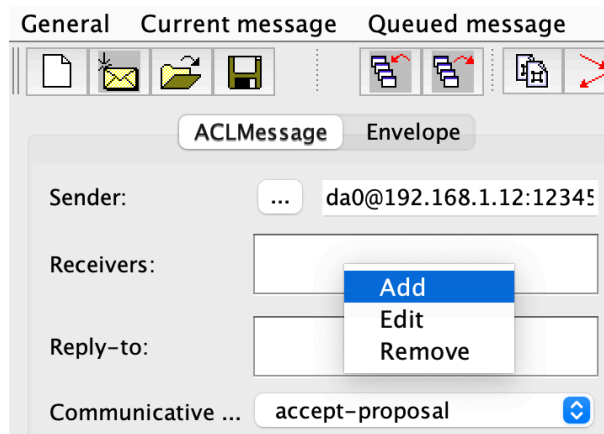 General Current message Queued message
ACLMessage Envelope
Sender: ... da0@192.168.1.12:12345
Receivers:
Add
Edit
Reply-to:
Remove
Communicative ... accept-proposal